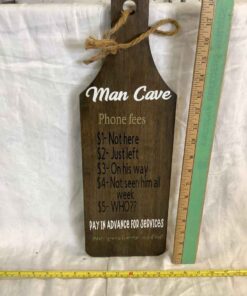 Man Cave
Phone fees
$1- Not here
$2- Just left
$3- On his way
$4- Not seen him all
week
$5- WHO??
PAY IN ADVANCE FOR SERVICES